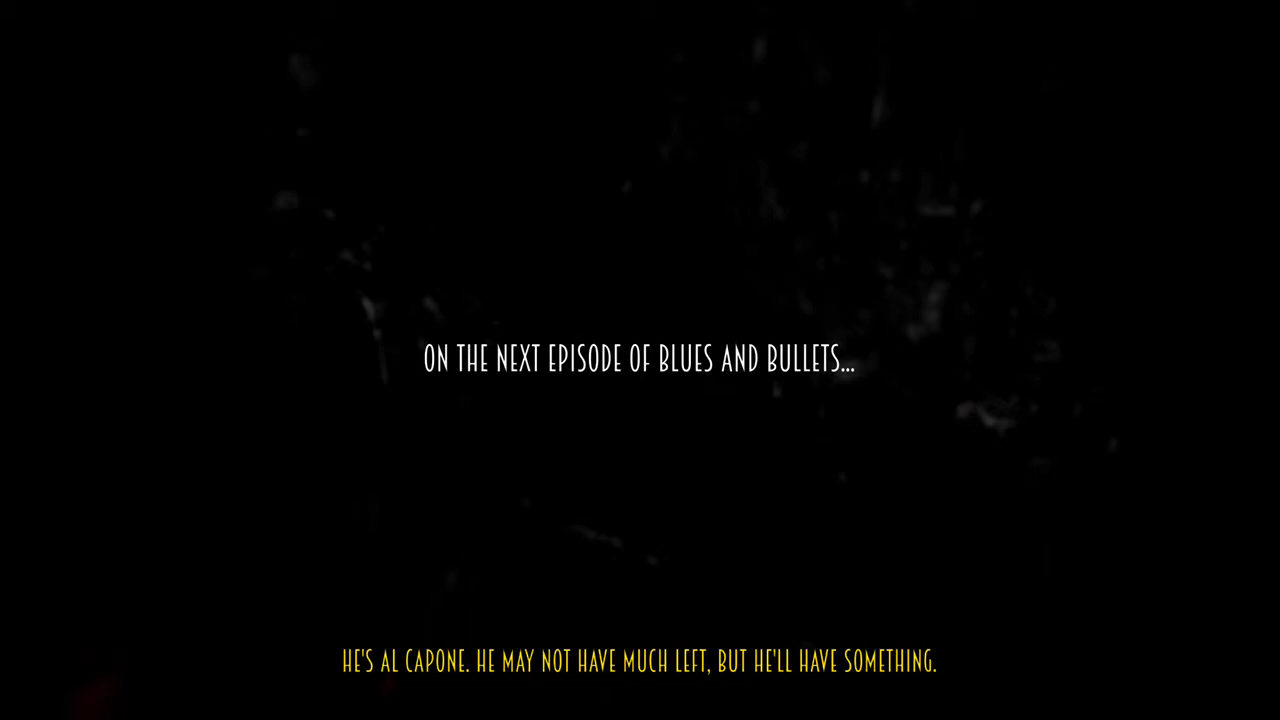 ON THE NEXT EPISODE OF BLUES AND BULLETS...
HE'S AL CAPONE. HE MAY NOT HAVE MUCH LEFT, BUT HE'LL HAVE SOMETHING.